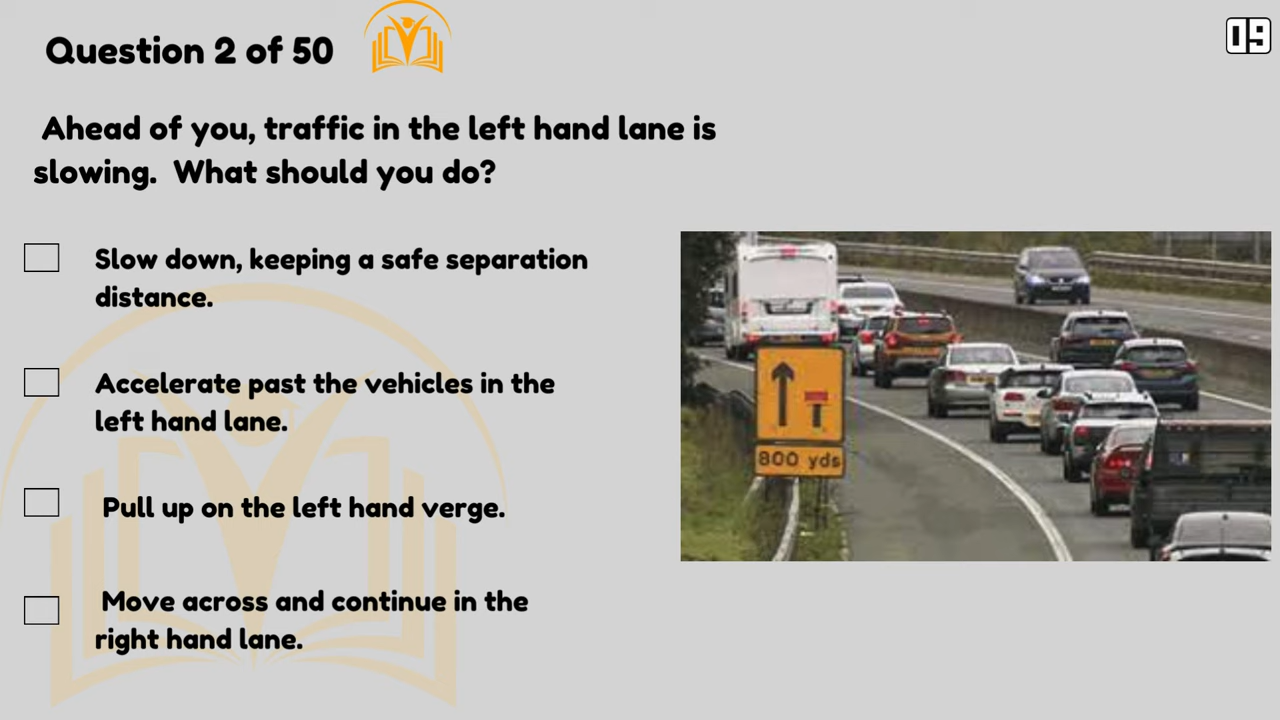 Question 2 of 50
09
Ahead of you, traffic in the left hand lane is
slowing. What should you do?
Slow down, keeping a safe separation
distance.
Accelerate past the vehicles in the
left hand lane.
Pull up on the left hand verge.
Move across and continue in the
right hand lane.
800 yds